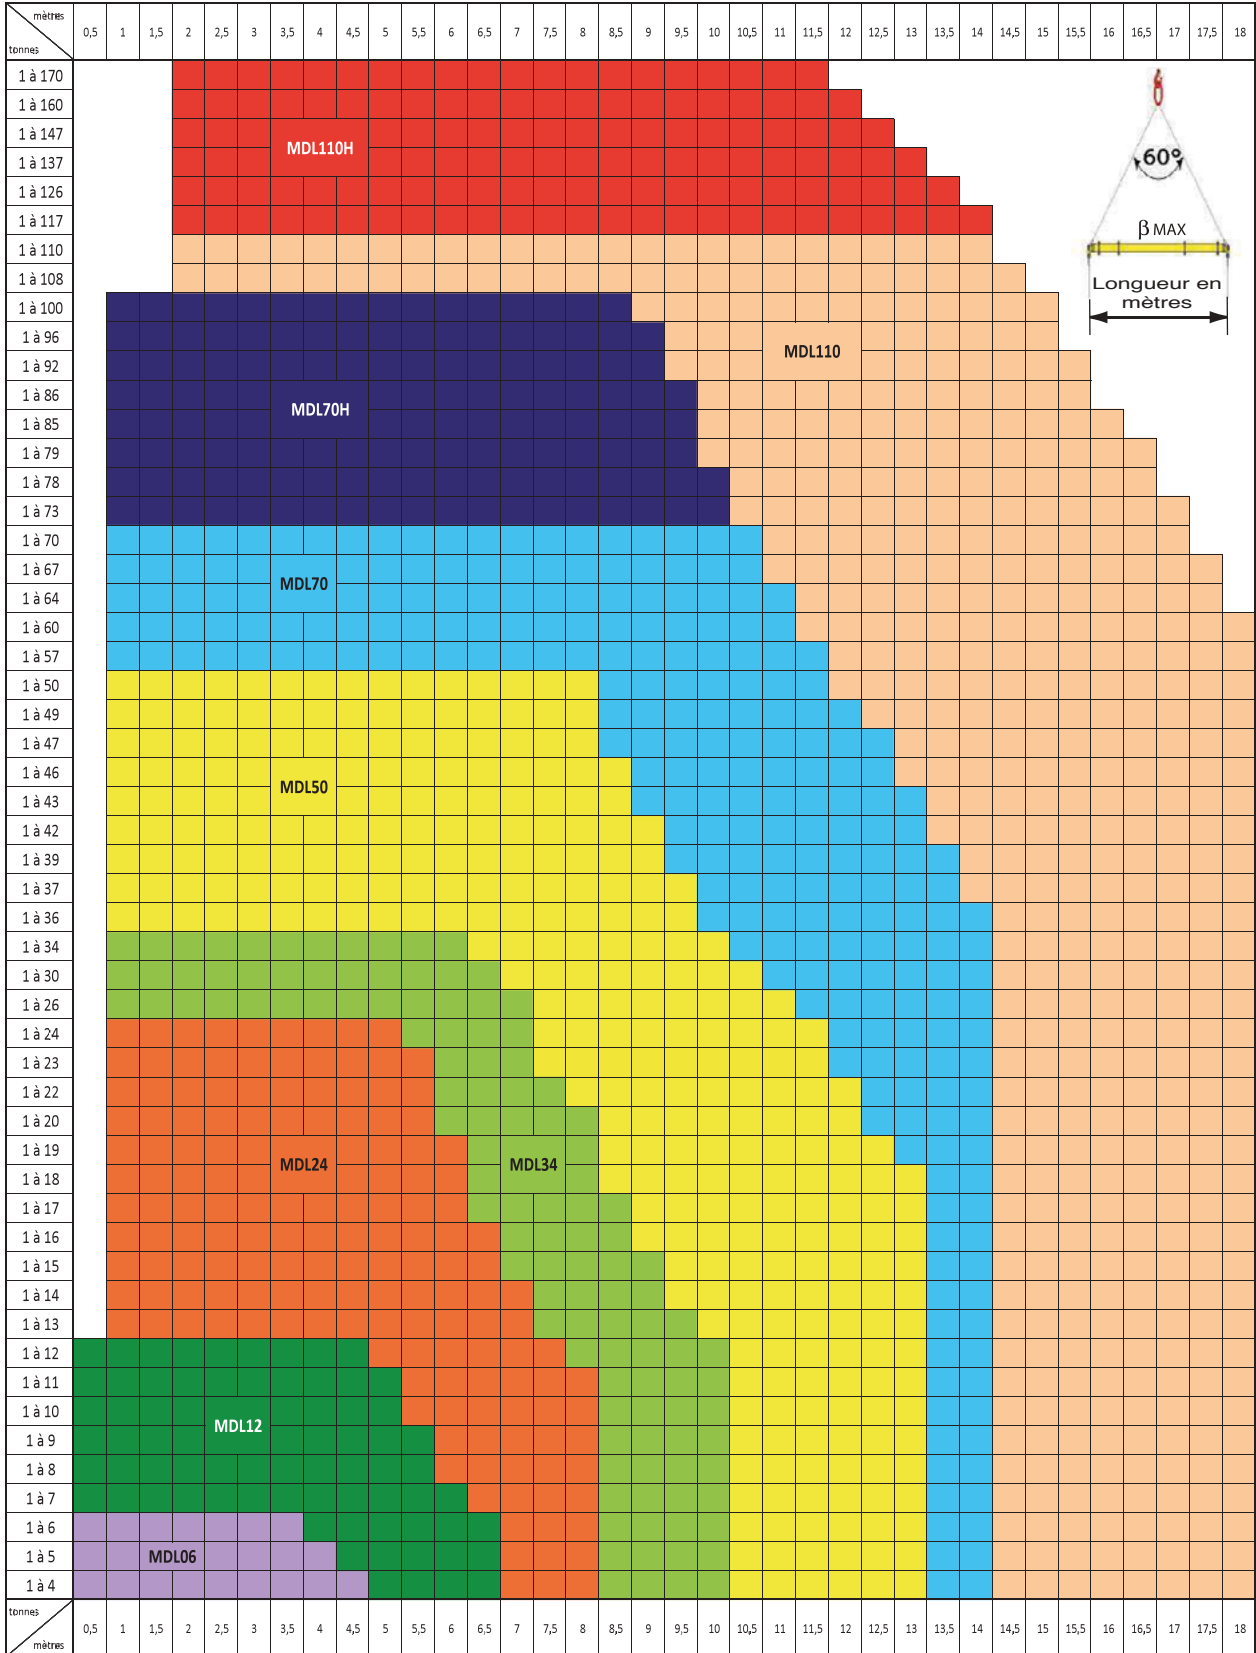 mètres
tonnes
0,5 1 1,5 2 2,5 3 3,5 4 4,5 5 5,5 6 6,5 7 7,5 8 8,5 9 9,5 10 10,5 11 11,5 12 12,5 13 13,5 14 14,5 15 15,5 16 16,5 17 17,5 18
1 à 170
1 à 160
1 à 147
MDL110H
1 à 137
60°
1 à 126
1 à 117
β MAX
1 à 110
1 à 108
Longueur en
mètres
1 à 100
1 à 96
MDL110
1 à 92
1 à 86
MDL70H
1 à 85
1 à 79
1 à 78
1 à 73
1 à 70
1 à 67
MDL70
1 à 64
1 à 60
1 à 57
1 à 50
1 à 49
1 à 47
1 à 46
MDL50
1 à 43
1 à 42
1 à 39
1 à 37
1 à 36
1 à 34
1 à 30
1 à 26
1 à 24
1 à 23
1 à 22
1 à 20
1 à 19
MDL24 MDL34
1 à 18
1 à 17
1 à 16
1 à 15
1 à 14
1 à 13
1 à 12
1 à 11
1 à 10
MDL12
1 à 9
1 à 8
1 à 7
1 à 6
1 à 5 MDL06
1 à 4
tonnes
mètres
0,5 1 1,5 2 2,5 3 3,5 4 4,5 5 5,5 6 6,5 7 7,5 8 8,5 9 9,5 10 10,5 11 11,5 12 12,5 13 13,5 14 14,5 15 15,5 16 16,5 17 17,5 18